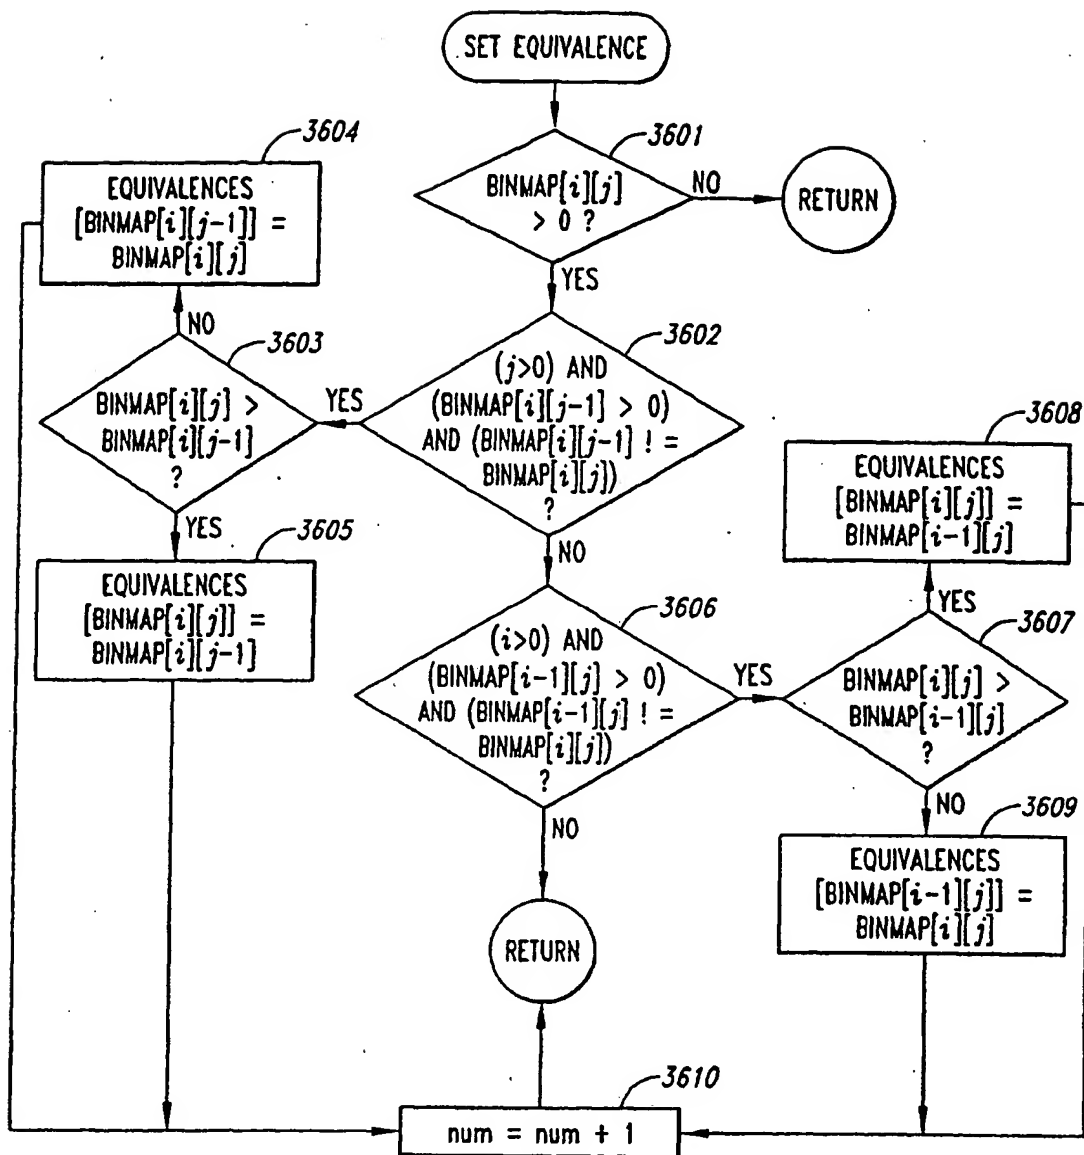 SET EQUIVALENCE
3601
BINMAP[i][j]
> 0 ?
NO
RETURN
YES
3602
(j>0) AND
(BINMAP[i][j-1] > 0)
AND (BINMAP[i][j-1] ! =
BINMAP[i][j])
?
YES
NO
3603
BINMAP[i][j] >
BINMAP[i][j-1]
?
NO
YES
3604
EQUIVALENCES
[BINMAP[i][j-1]] =
BINMAP[i][j]
3605
EQUIVALENCES
[BINMAP[i][j]] =
BINMAP[i][j-1]
3606
(i>0) AND
(BINMAP[i-1][j] > 0)
AND (BINMAP[i-1][j] ! =
BINMAP[i][j])
?
YES
NO
3607
BINMAP[i][j] >
BINMAP[i-1][j]
?
YES
NO
3608
EQUIVALENCES
[BINMAP[i][j]] =
BINMAP[i-1][j]
3609
EQUIVALENCES
[BINMAP[i-1][j]] =
BINMAP[i][j]
RETURN
3610
num = num + 1